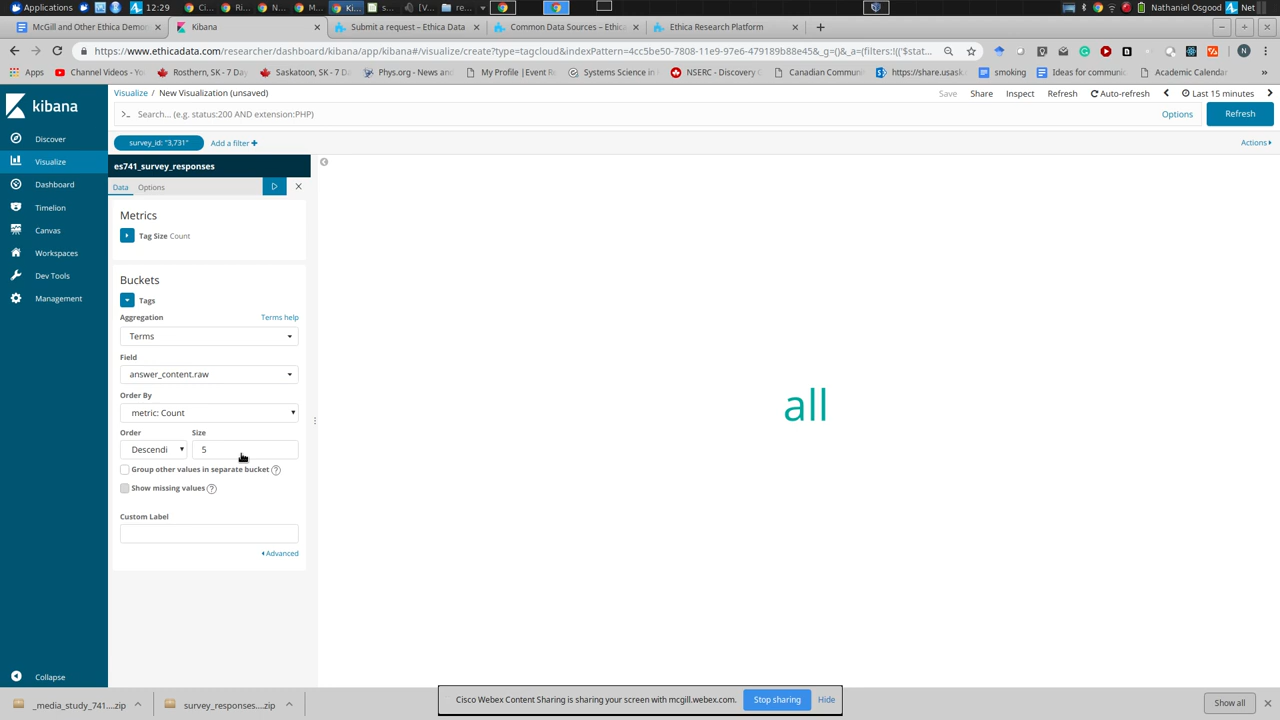 Applications
12:29
Ki...
s...
[V...
re...
Nathaniel Osgood
Net
McGill and Other Ethica Demo
Kibana
Submit a request – Ethica Data
Common Data Sources – Ethica
Ethica Research Platform
https://www.ethicadata.com/researcher/dashboard/kibana/app/kibana#/visualize/create?type=tagcloud&indexPattern=4cc5be50-7808-11e9-97e6-479189b88e45&_g=()&_a=(filters:!(('$stat...
Apps
Channel Videos - Yo
Rosthern, SK - 7 Day
Saskatoon, SK - 7 D
Phys.org - News and
My Profile | Event R
Systems Science in
NSERC - Discovery
Canadian Commun
https://share.usask.
smoking
Ideas for communic
Academic Calendar
kibana
Discover
Visualize
Dashboard
Timelion
Canvas
Workspaces
Dev Tools
Management
Collapse
Visualize / New Visualization (unsaved)
Save
Share
Inspect
Refresh
Auto-refresh
Last 15 minutes
>_ Search... (e.g. status:200 AND extension:PHP)
Options
Refresh
survey_id: "3,731"
Add a filter +
Actions
es741_survey_responses
Data
Options
Metrics
Tag Size Count
Buckets
Tags
Aggregation
Terms help
Terms
Field
answer_content.raw
Order By
metric: Count
Order
Size
Descendi
5
Group other values in separate bucket
Show missing values
Custom Label
Advanced
all
Cisco Webex Content Sharing is sharing your screen with mcgill.webex.com.
Stop sharing
Hide
survey_responses....zip
Show all